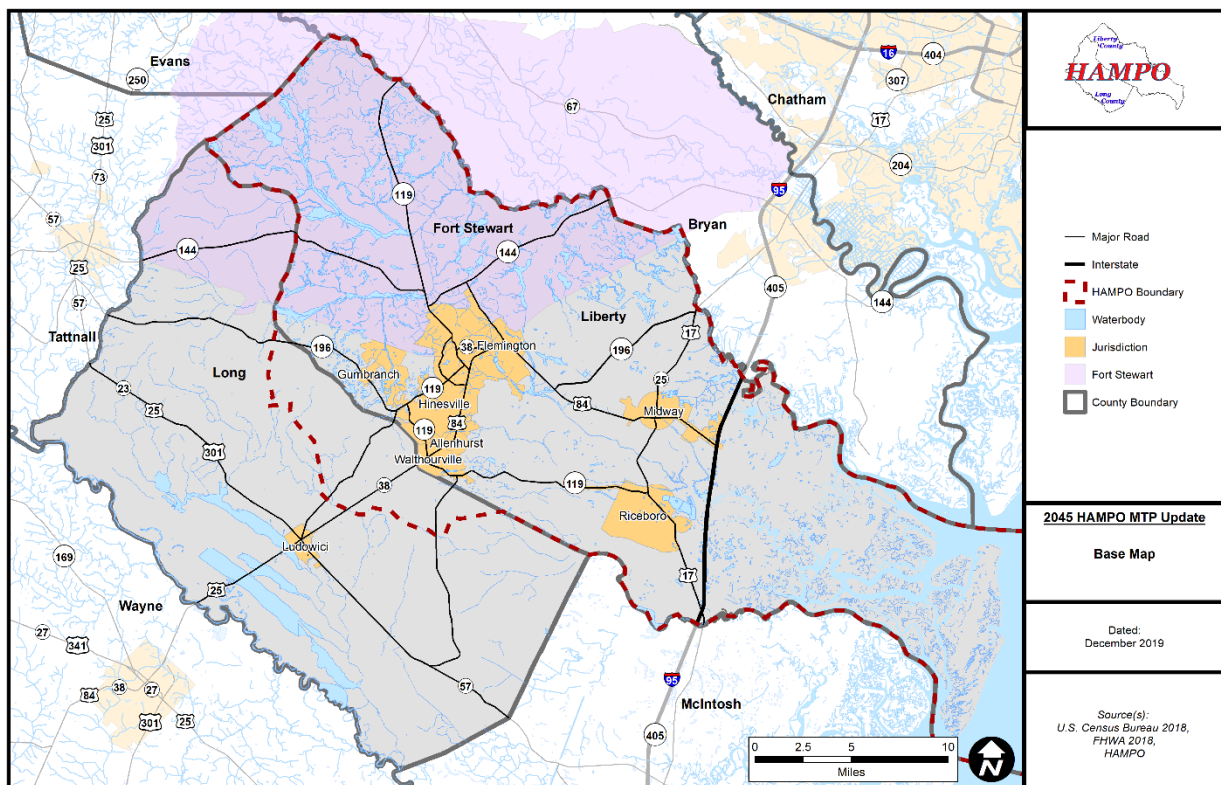 Evans
250
16
404
307
Chatham
67
17
25
301
204
73
119
95
57
Fort Stewart
Bryan
144
144
405
25
144
57
Liberty
17
Tattnall
38
Flemington
196
196
Long
Gumbranch
25
23
119
Hinesville
84
Midway
25
84
119
Allenhurst
301
Walthourville
38
119
Riceboro
Ludowici
169
17
25
Wayne
27
341
95
57
38
27
McIntosh
84
301
25
405
0 2.5 5 10
Miles
N
Liberty
County
HAMPO
Long
County
Major Road
Interstate
HAMPO Boundary
Waterbody
Jurisdiction
Fort Stewart
County Boundary
2045 HAMPO MTP Update
Base Map
Dated:
December 2019
Source(s):
U.S. Census Bureau 2018,
FHWA 2018,
HAMPO